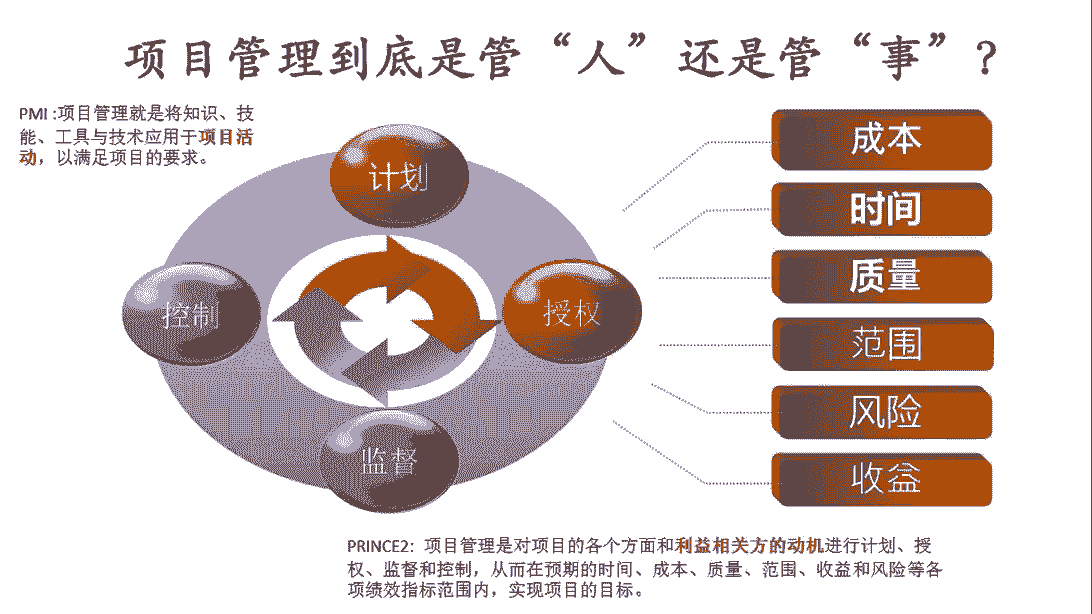 项目管理到底是管“人”还是管“事”？
PMI :项目管理就是将知识、技
能、工具与技术应用于项目活
动，以满足项目的要求。
计划
控制
授权
监督
成本
时间
质量
范围
风险
收益
PRINCE2: 项目管理是对项目的各个方面和利益相关方的动机进行计划、授
权、监督和控制，从而在预期的时间、成本、质量、范围、收益和风险等各
项绩效指标范围内，实现项目的目标。